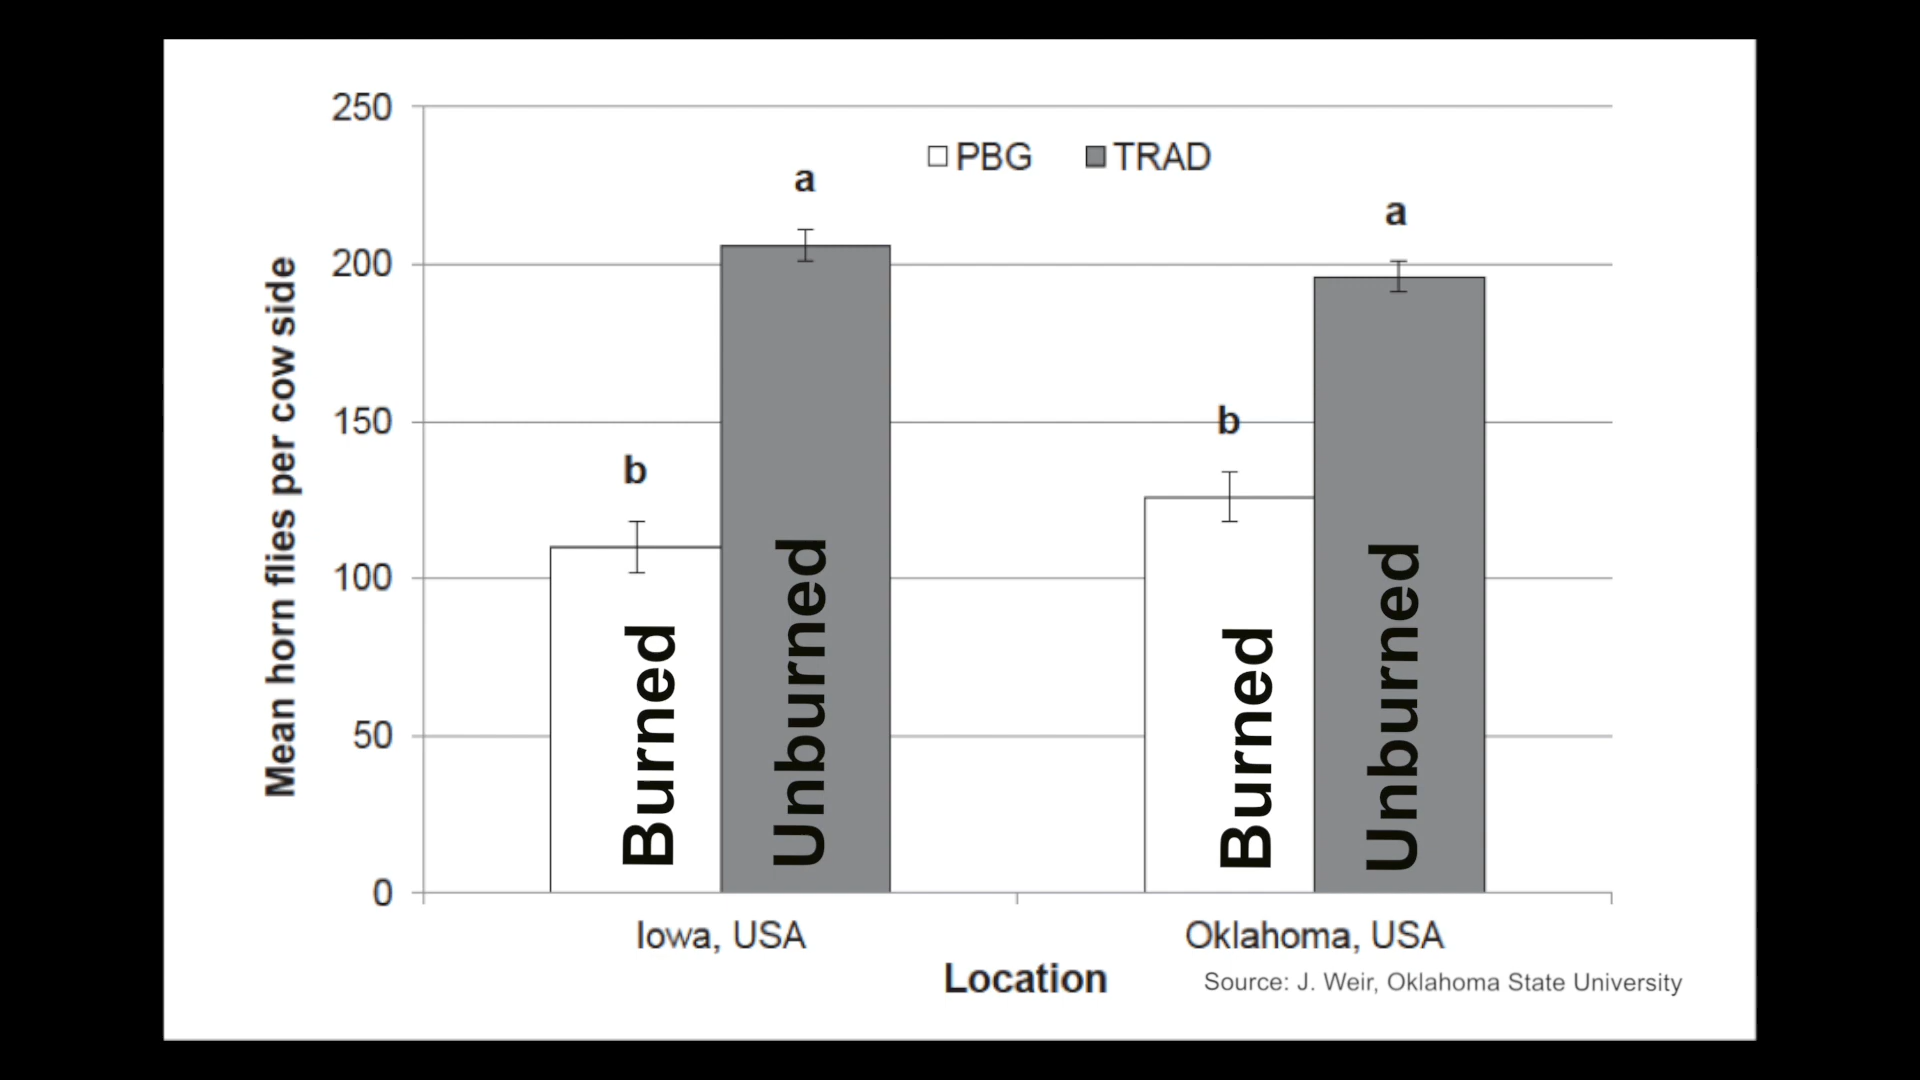 250
PBG TRAD
a
a
200
150
b
b
100
50
0
Mean horn flies per cow side
Burned
Unburned
Burned
Unburned
Iowa, USA
Oklahoma, USA
Location
Source: J. Weir, Oklahoma State University